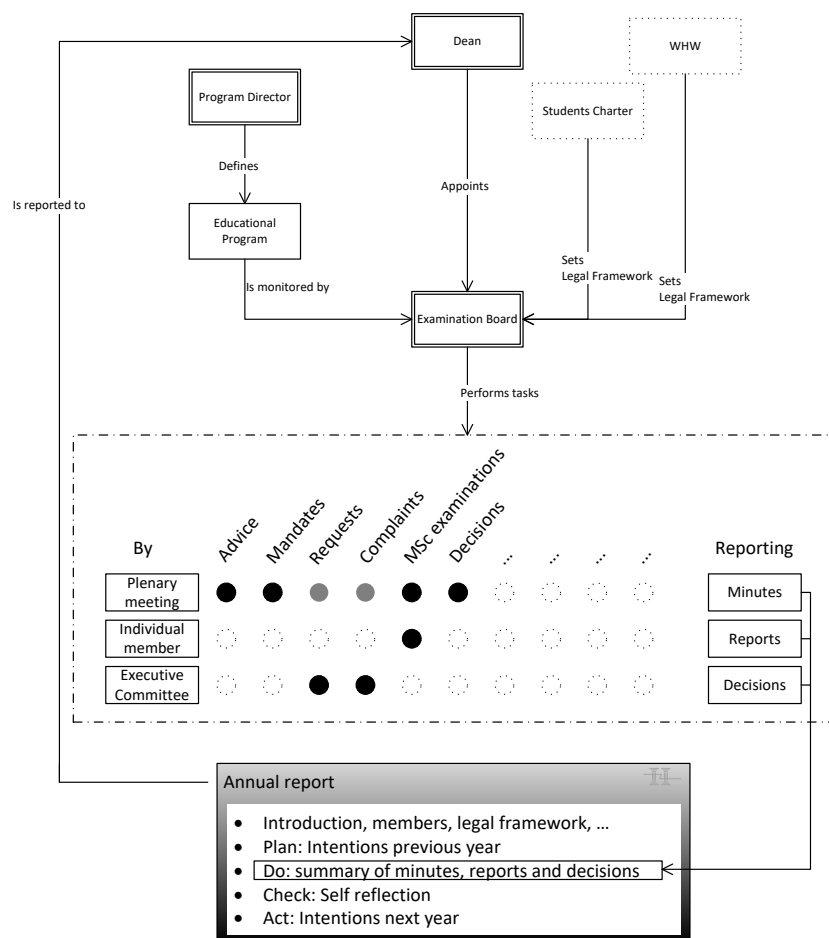 Dean
WHW
Program Director
Students Charter
Defines
Appoints
Is reported to
Educational
Program
Sets
Legal Framework
Is monitored by
Sets
Legal Framework
Examination Board
Performs tasks
By
Advice
Mandates
Requests
Complaints
MSc examinations
Decisions
...
...
...
...
Reporting
Plenary
meeting
Minutes
Individual
member
Reports
Executive
Committee
Decisions
Annual report
• Introduction, members, legal framework, …
• Plan: Intentions previous year
• Do: summary of minutes, reports and decisions
• Check: Self reflection
• Act: Intentions next year